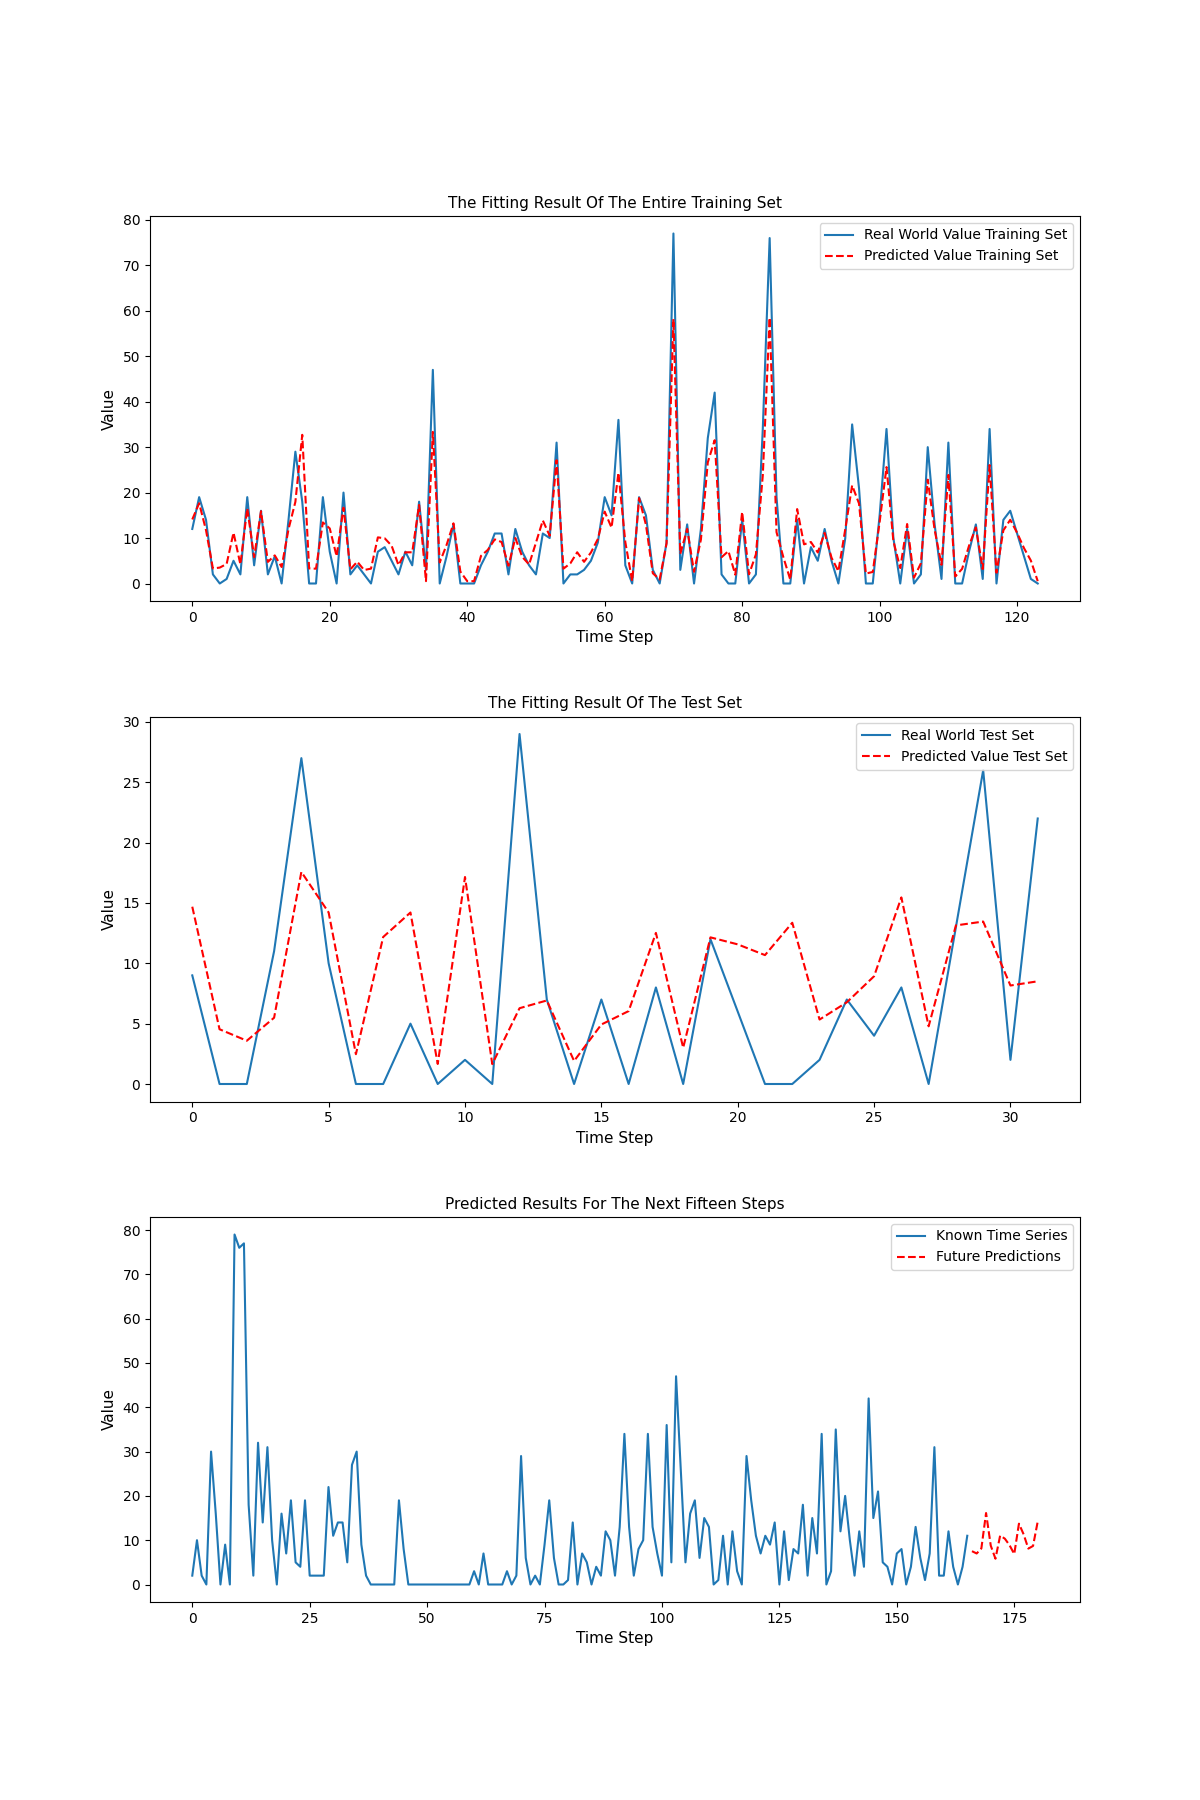 The Fitting Result Of The Entire Training Set
80
70
60
50
40
30
20
10
0
Value
Real World Value Training Set
Predicted Value Training Set
0 20 40 60 80 100 120
Time Step
The Fitting Result Of The Test Set
30
25
20
15
10
5
0
Value
Real World Test Set
Predicted Value Test Set
0 5 10 15 20 25 30
Time Step
Predicted Results For The Next Fifteen Steps
80
70
60
50
40
30
20
10
0
Value
Known Time Series
Future Predictions
0 25 50 75 100 125 150 175
Time Step